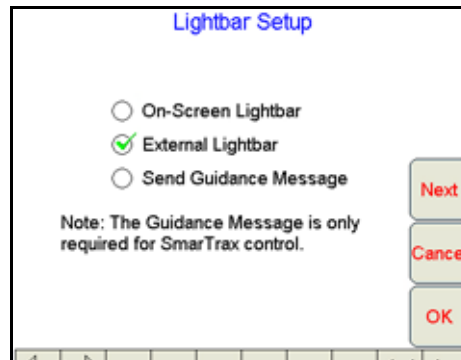 Lightbar Setup
On-Screen Lightbar
External Lightbar
Send Guidance Message
Note: The Guidance Message is only
required for SmarTrax control.
Next
Cance
OK